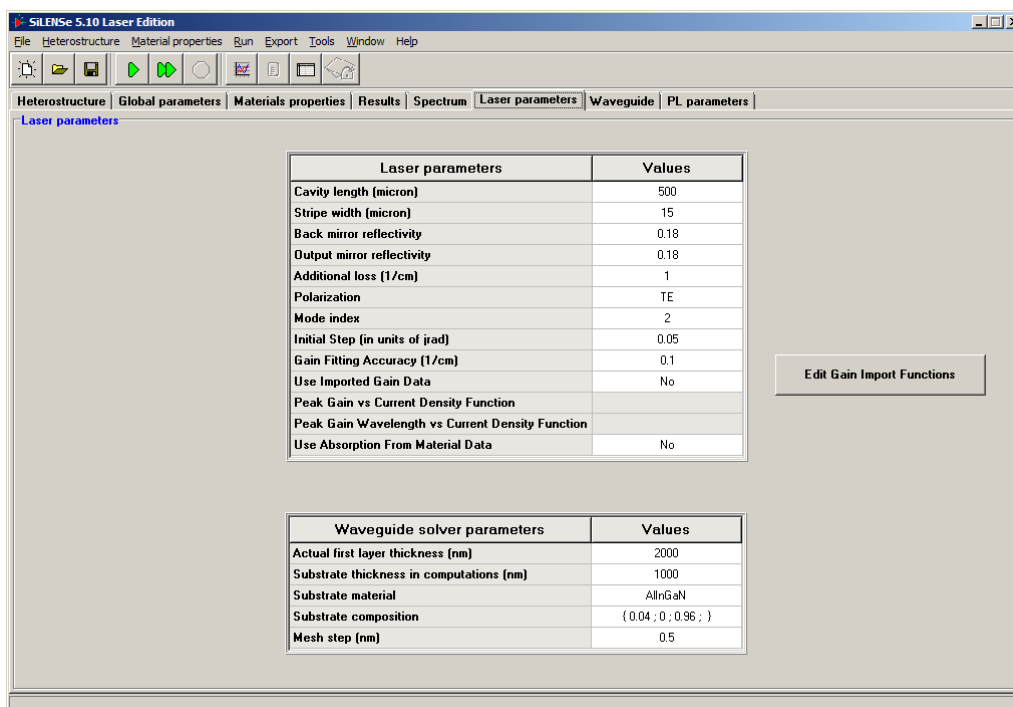 SiLENSe 5.10 Laser Edition
File Heterostructure Material properties Run Export Tools Window Help
Heterostructure Global parameters Materials properties Results Spectrum Laser parameters Waveguide PL parameters
Laser parameters
Laser parameters Values
Cavity length (micron) 500
Stripe width (micron) 15
Back mirror reflectivity 0.18
Output mirror reflectivity 0.18
Additional loss (1/cm) 1
Polarization TE
Mode index 2
Initial Step (in units of jrad) 0.05
Gain Fitting Accuracy (1/cm) 0.1
Use Imported Gain Data No
Edit Gain Import Functions
Peak Gain vs Current Density Function
Peak Gain Wavelength vs Current Density Function
Use Absorption From Material Data No
Waveguide solver parameters Values
Actual first layer thickness (nm) 2000
Substrate thickness in computations (nm) 1000
Substrate material AlInGaN
Substrate composition { 0.04 ; 0 ; 0.96 ; }
Mesh step (nm) 0.5